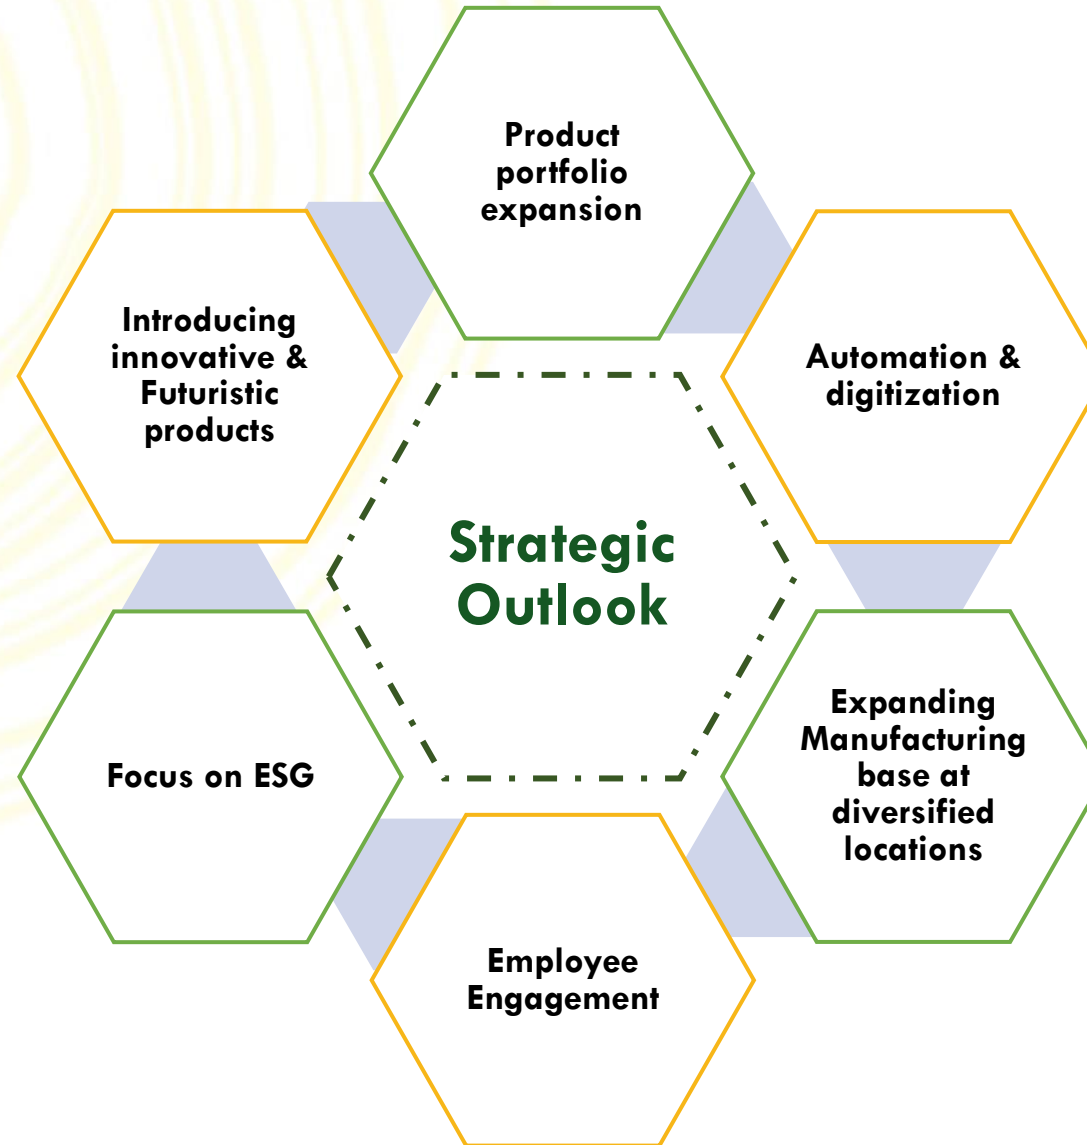 Product
portfolio
expansion
Introducing
innovative &
Futuristic
products
Automation &
digitization
Strategic
Outlook
Focus on ESG
Expanding
Manufacturing
base at
diversified
locations
Employee
Engagement